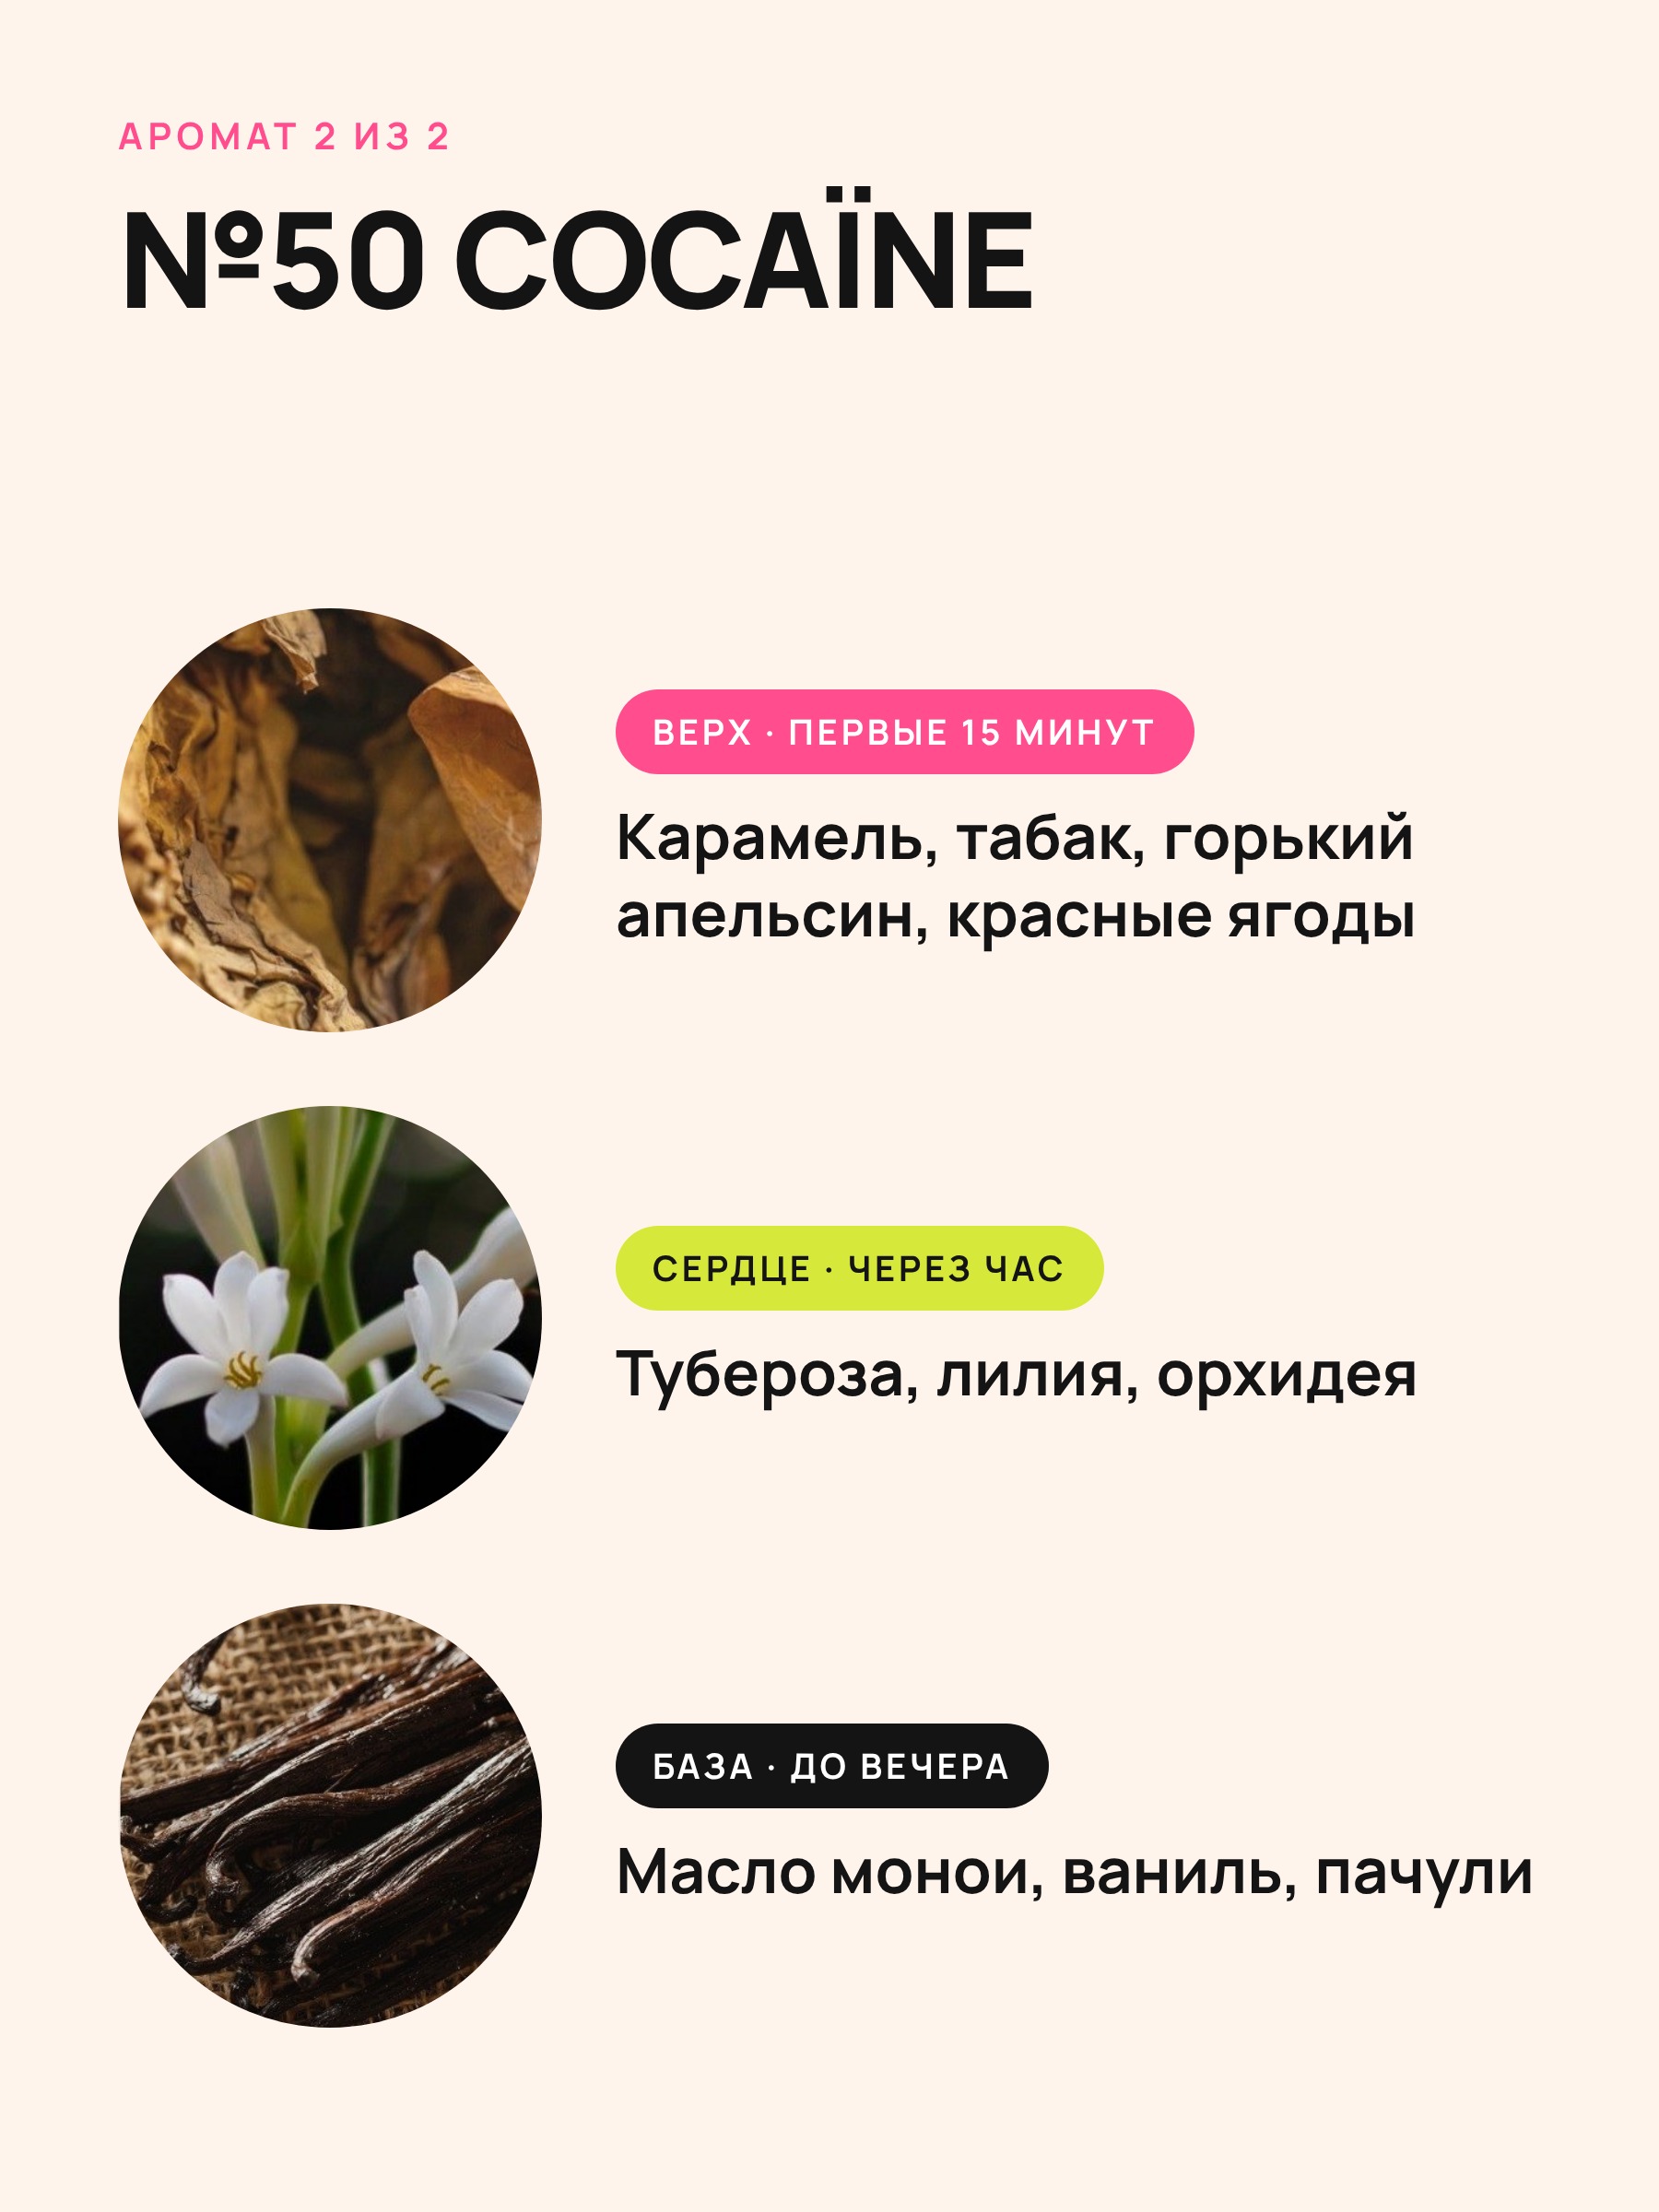 АРОМАТ 2 ИЗ 2
№50 COCAÏNE
ВЕРХ · ПЕРВЫЕ 15 МИНУТ
Карамель, табак, горький
апельсин, красные ягоды
СЕРДЦЕ · ЧЕРЕЗ ЧАС
Тубероза, лилия, орхидея
БАЗА · ДО ВЕЧЕРА
Масло монои, ваниль, пачули